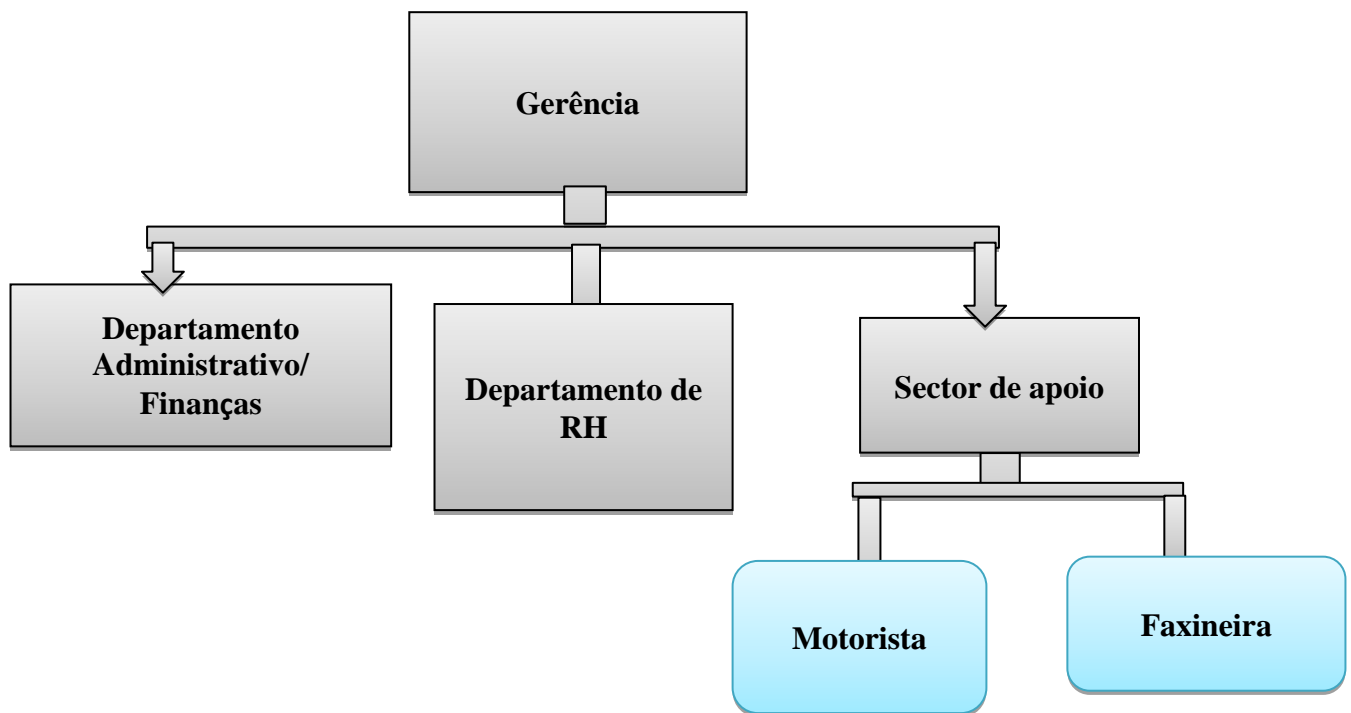 Gerência
Departamento
Administrativo/
Finanças
Departamento de
RH
Sector de apoio
Motorista
Faxineira